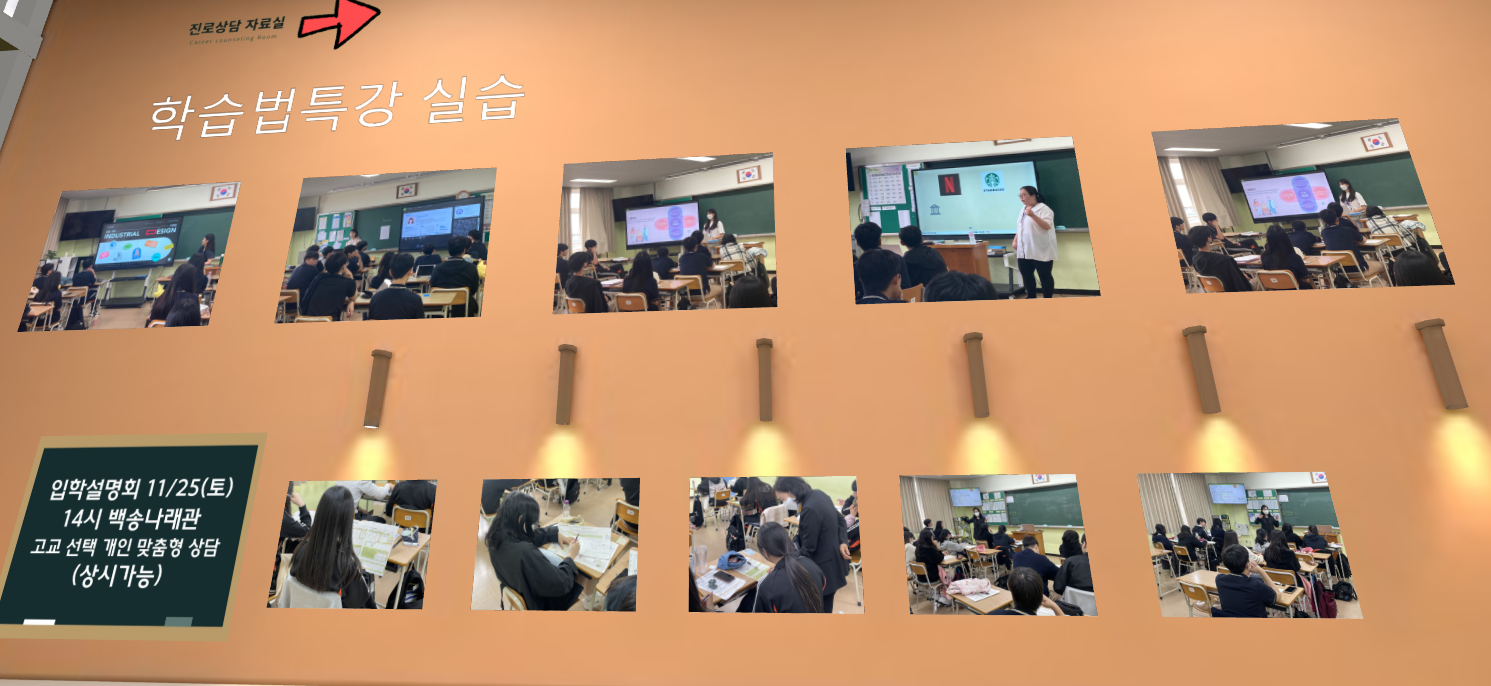 진로상담 자료실
Career counseling Room
학습법특강 실습
INDUSTRIAL DESIGN
STARBUCKS
입학설명회 11/25(토)
14시 백송나래관
고교 선택 개인 맞춤형 상담
(상시가능)